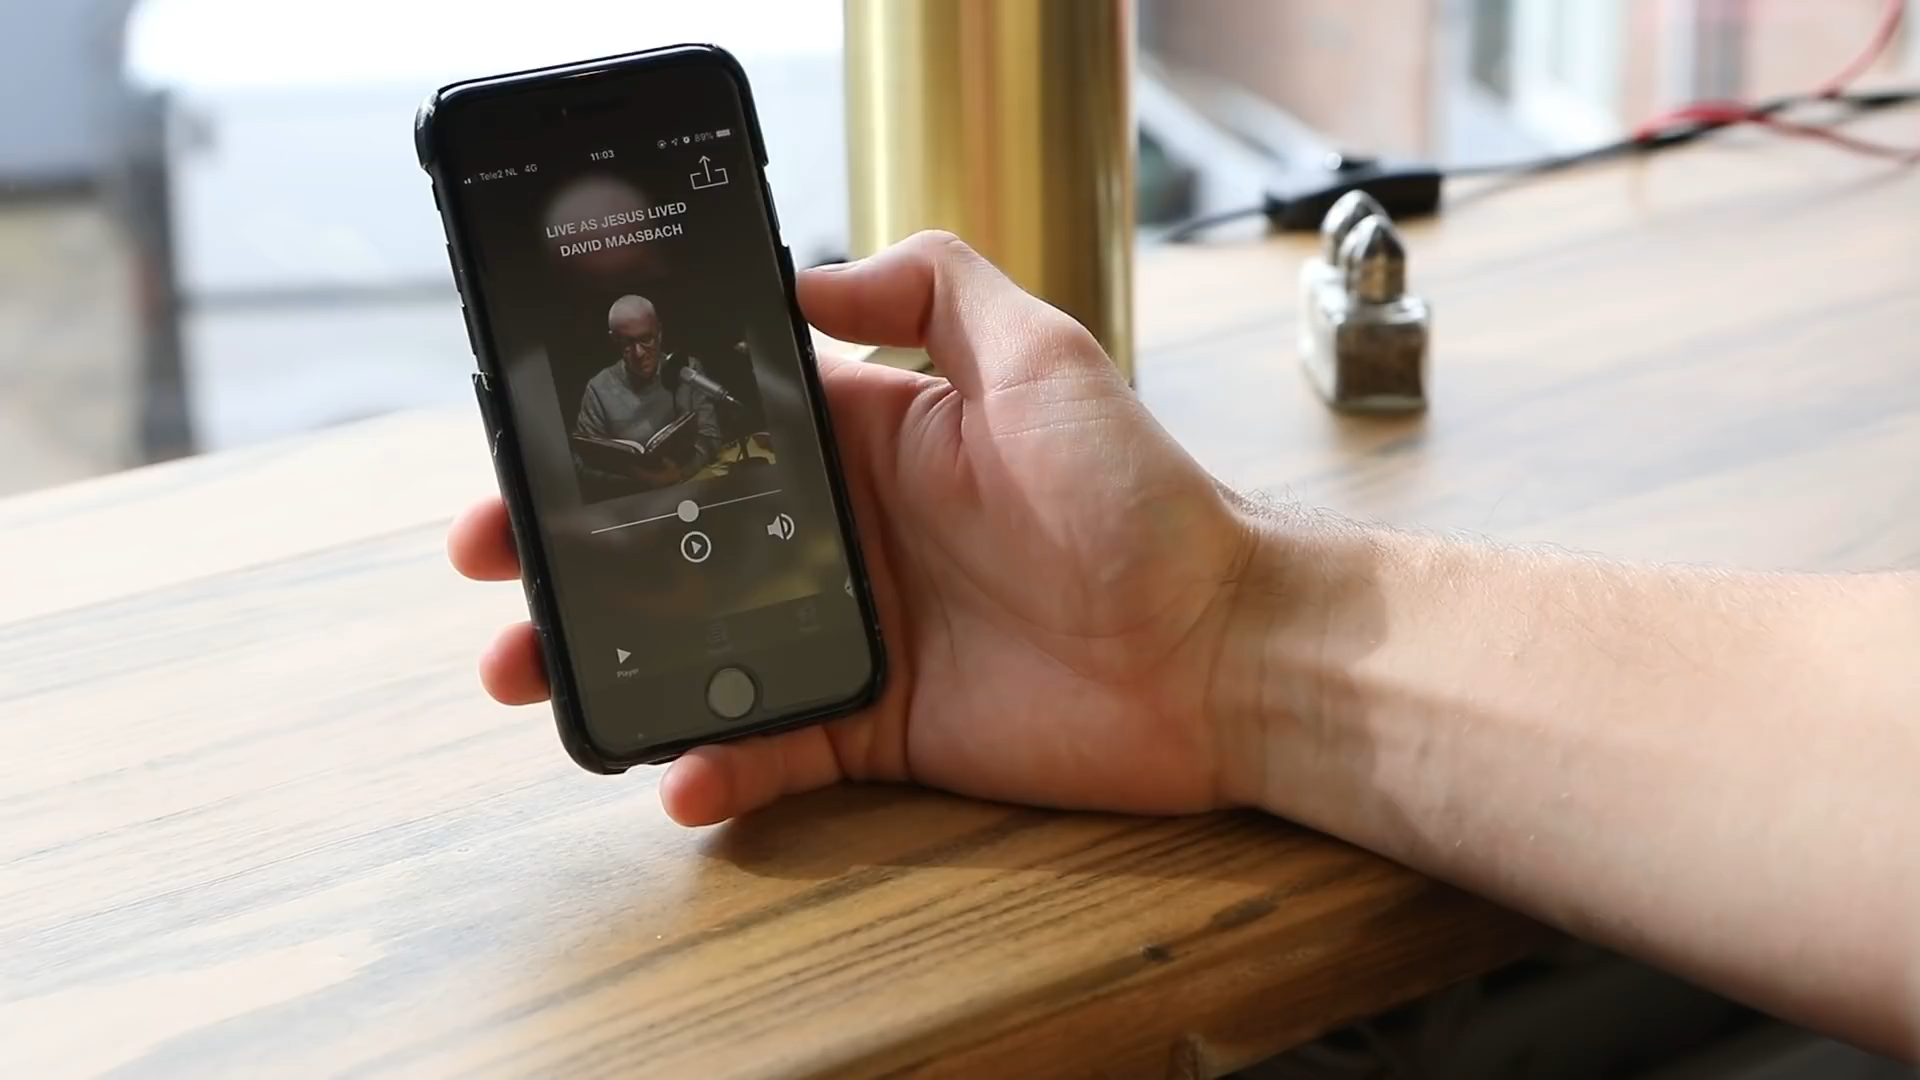 Tele2 NL 4G 11:03 89%
LIVE AS JESUS LIVED
DAVID MAASBACH
Player